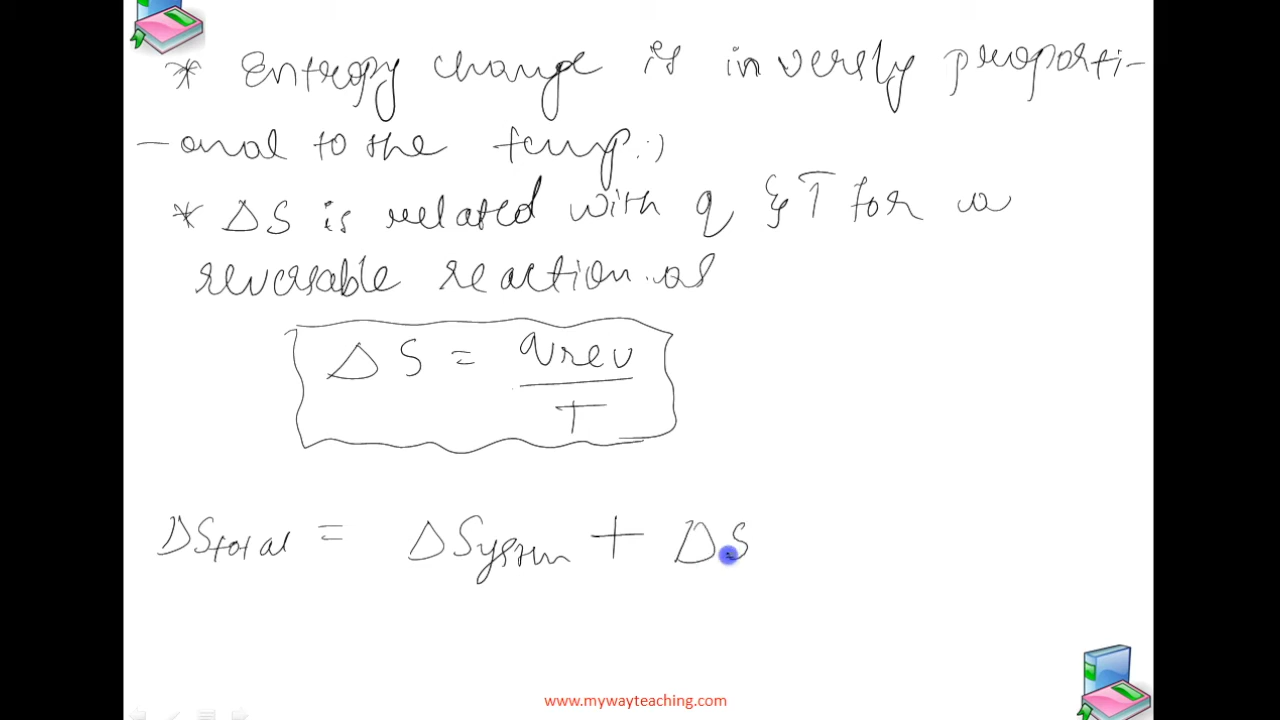 * Entropy change is inversly proporti-
-onal to the temp.:)
* ΔS is related with q & T for a
reversable reaction.as
ΔS = qrev
T
ΔStotal = ΔSystem + ΔS
www.mywayteaching.com